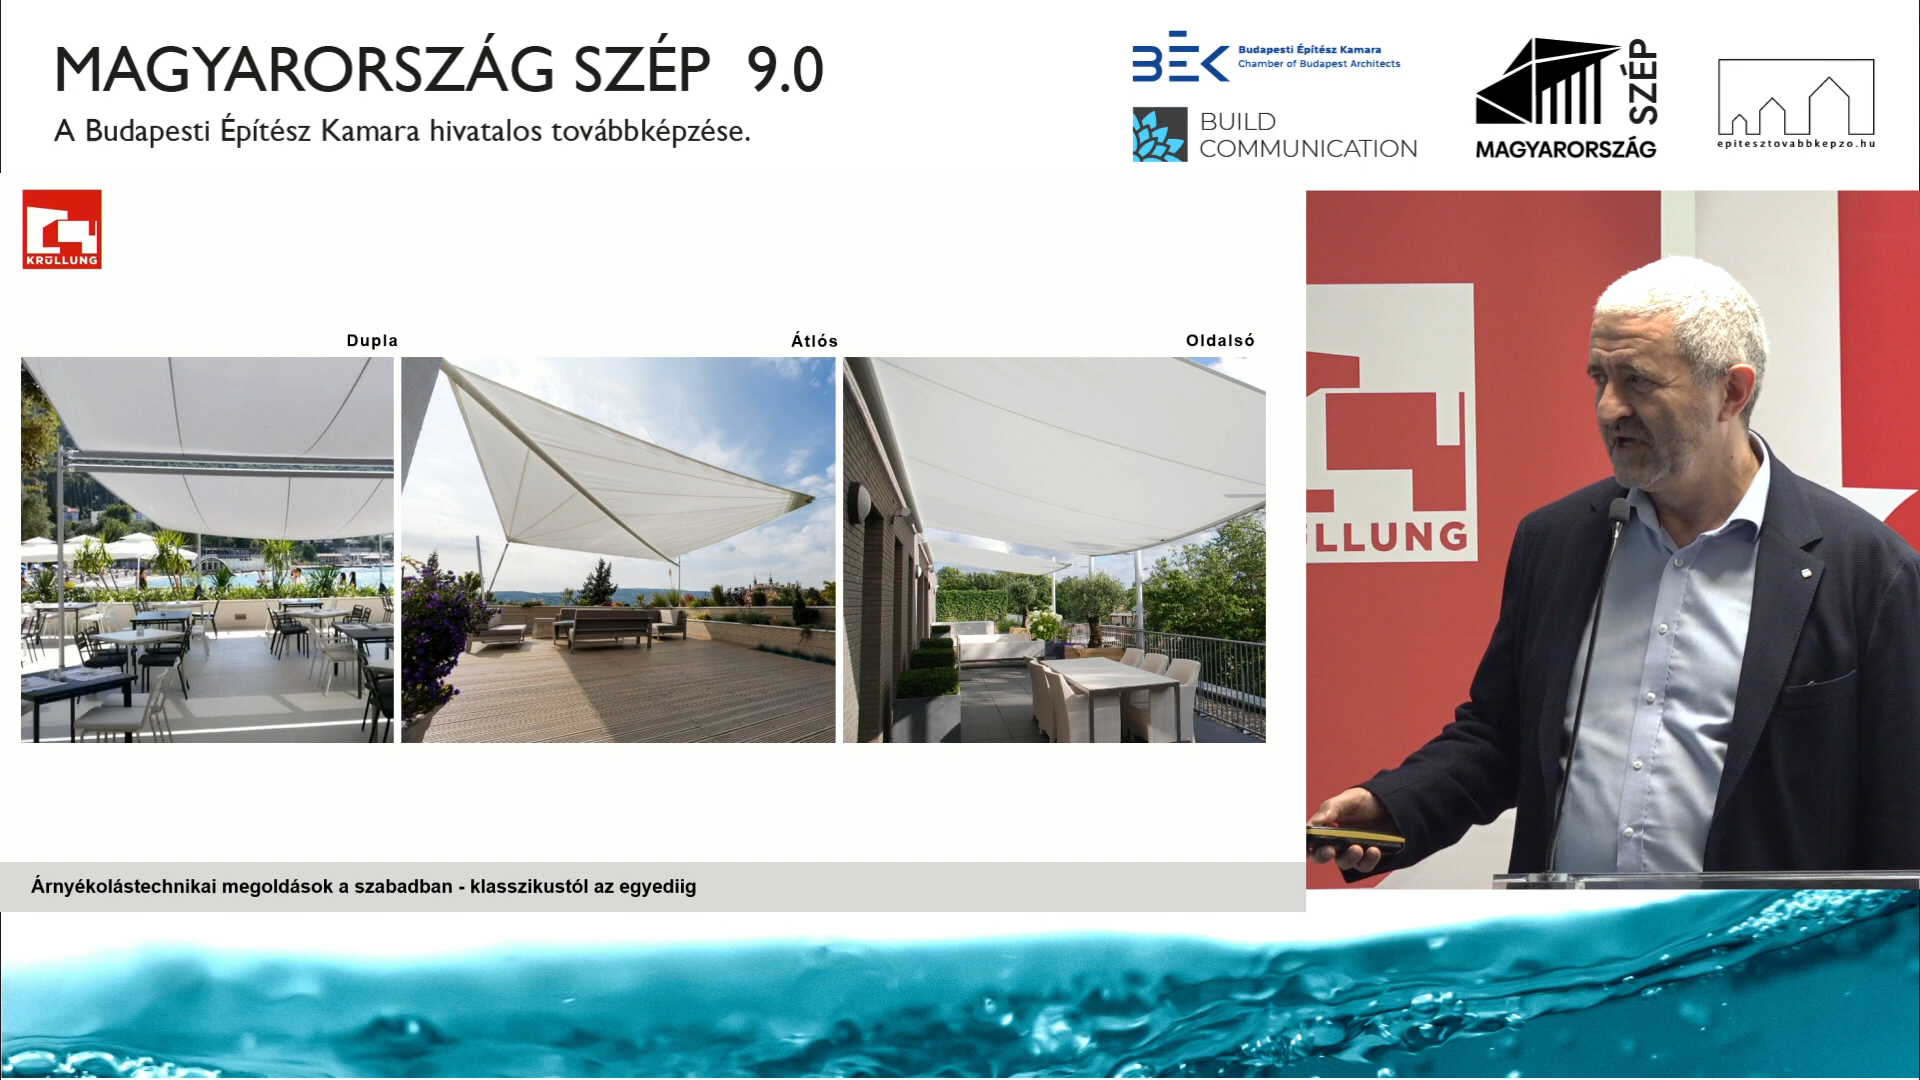 MAGYARORSZÁG SZÉP 9.0
A Budapesti Építész Kamara hivatalos továbbképzése.
BÉK
Budapesti Építész Kamara
Chamber of Budapest Architects
BUILD
COMMUNICATION
MAGYARORSZÁG
SZÉP
epitesztovabbkepzo.hu
KRÜLLUNG
Dupla
Átlós
Oldalsó
LLUNG
Árnyékolástechnikai megoldások a szabadban - klasszikustól az egyediig